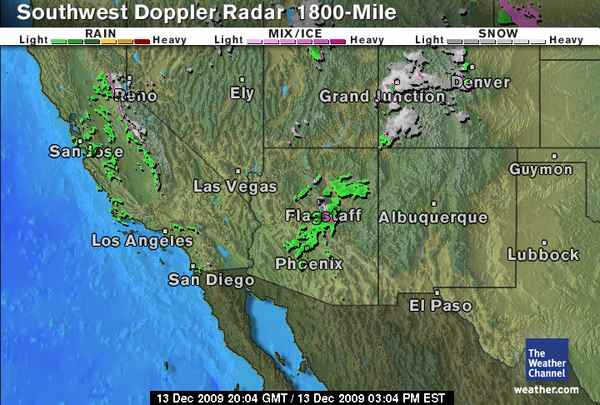 Southwest Doppler Radar 1800-Mile
RAIN MIX/ICE SNOW
Light Heavy Light Heavy Light Heavy
Reno
Ely
Grand Junction
Denver
San Jose
Las Vegas
Guymon
Flagstaff
Albuquerque
Los Angeles
Lubbock
Phoenix
San Diego
El Paso
The
Weather
Channel
weather.com
13 Dec 2009 20:04 GMT / 13 Dec 2009 03:04 PM EST